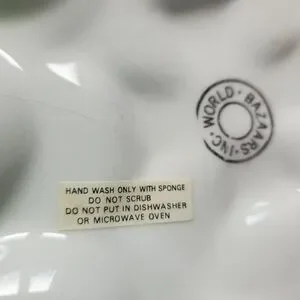 WORLD · BAZAARS · INC ·
HAND WASH ONLY WITH SPONGE
DO NOT SCRUB
DO NOT PUT IN DISHWASHER
OR MICROWAVE OVEN